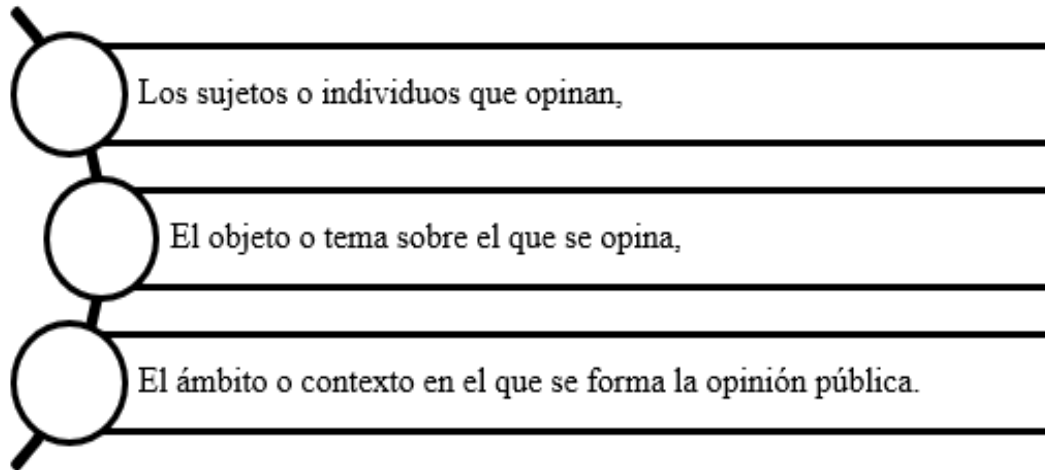 Los sujetos o individuos que opinan,
El objeto o tema sobre el que se opina,
El ámbito o contexto en el que se forma la opinión pública.